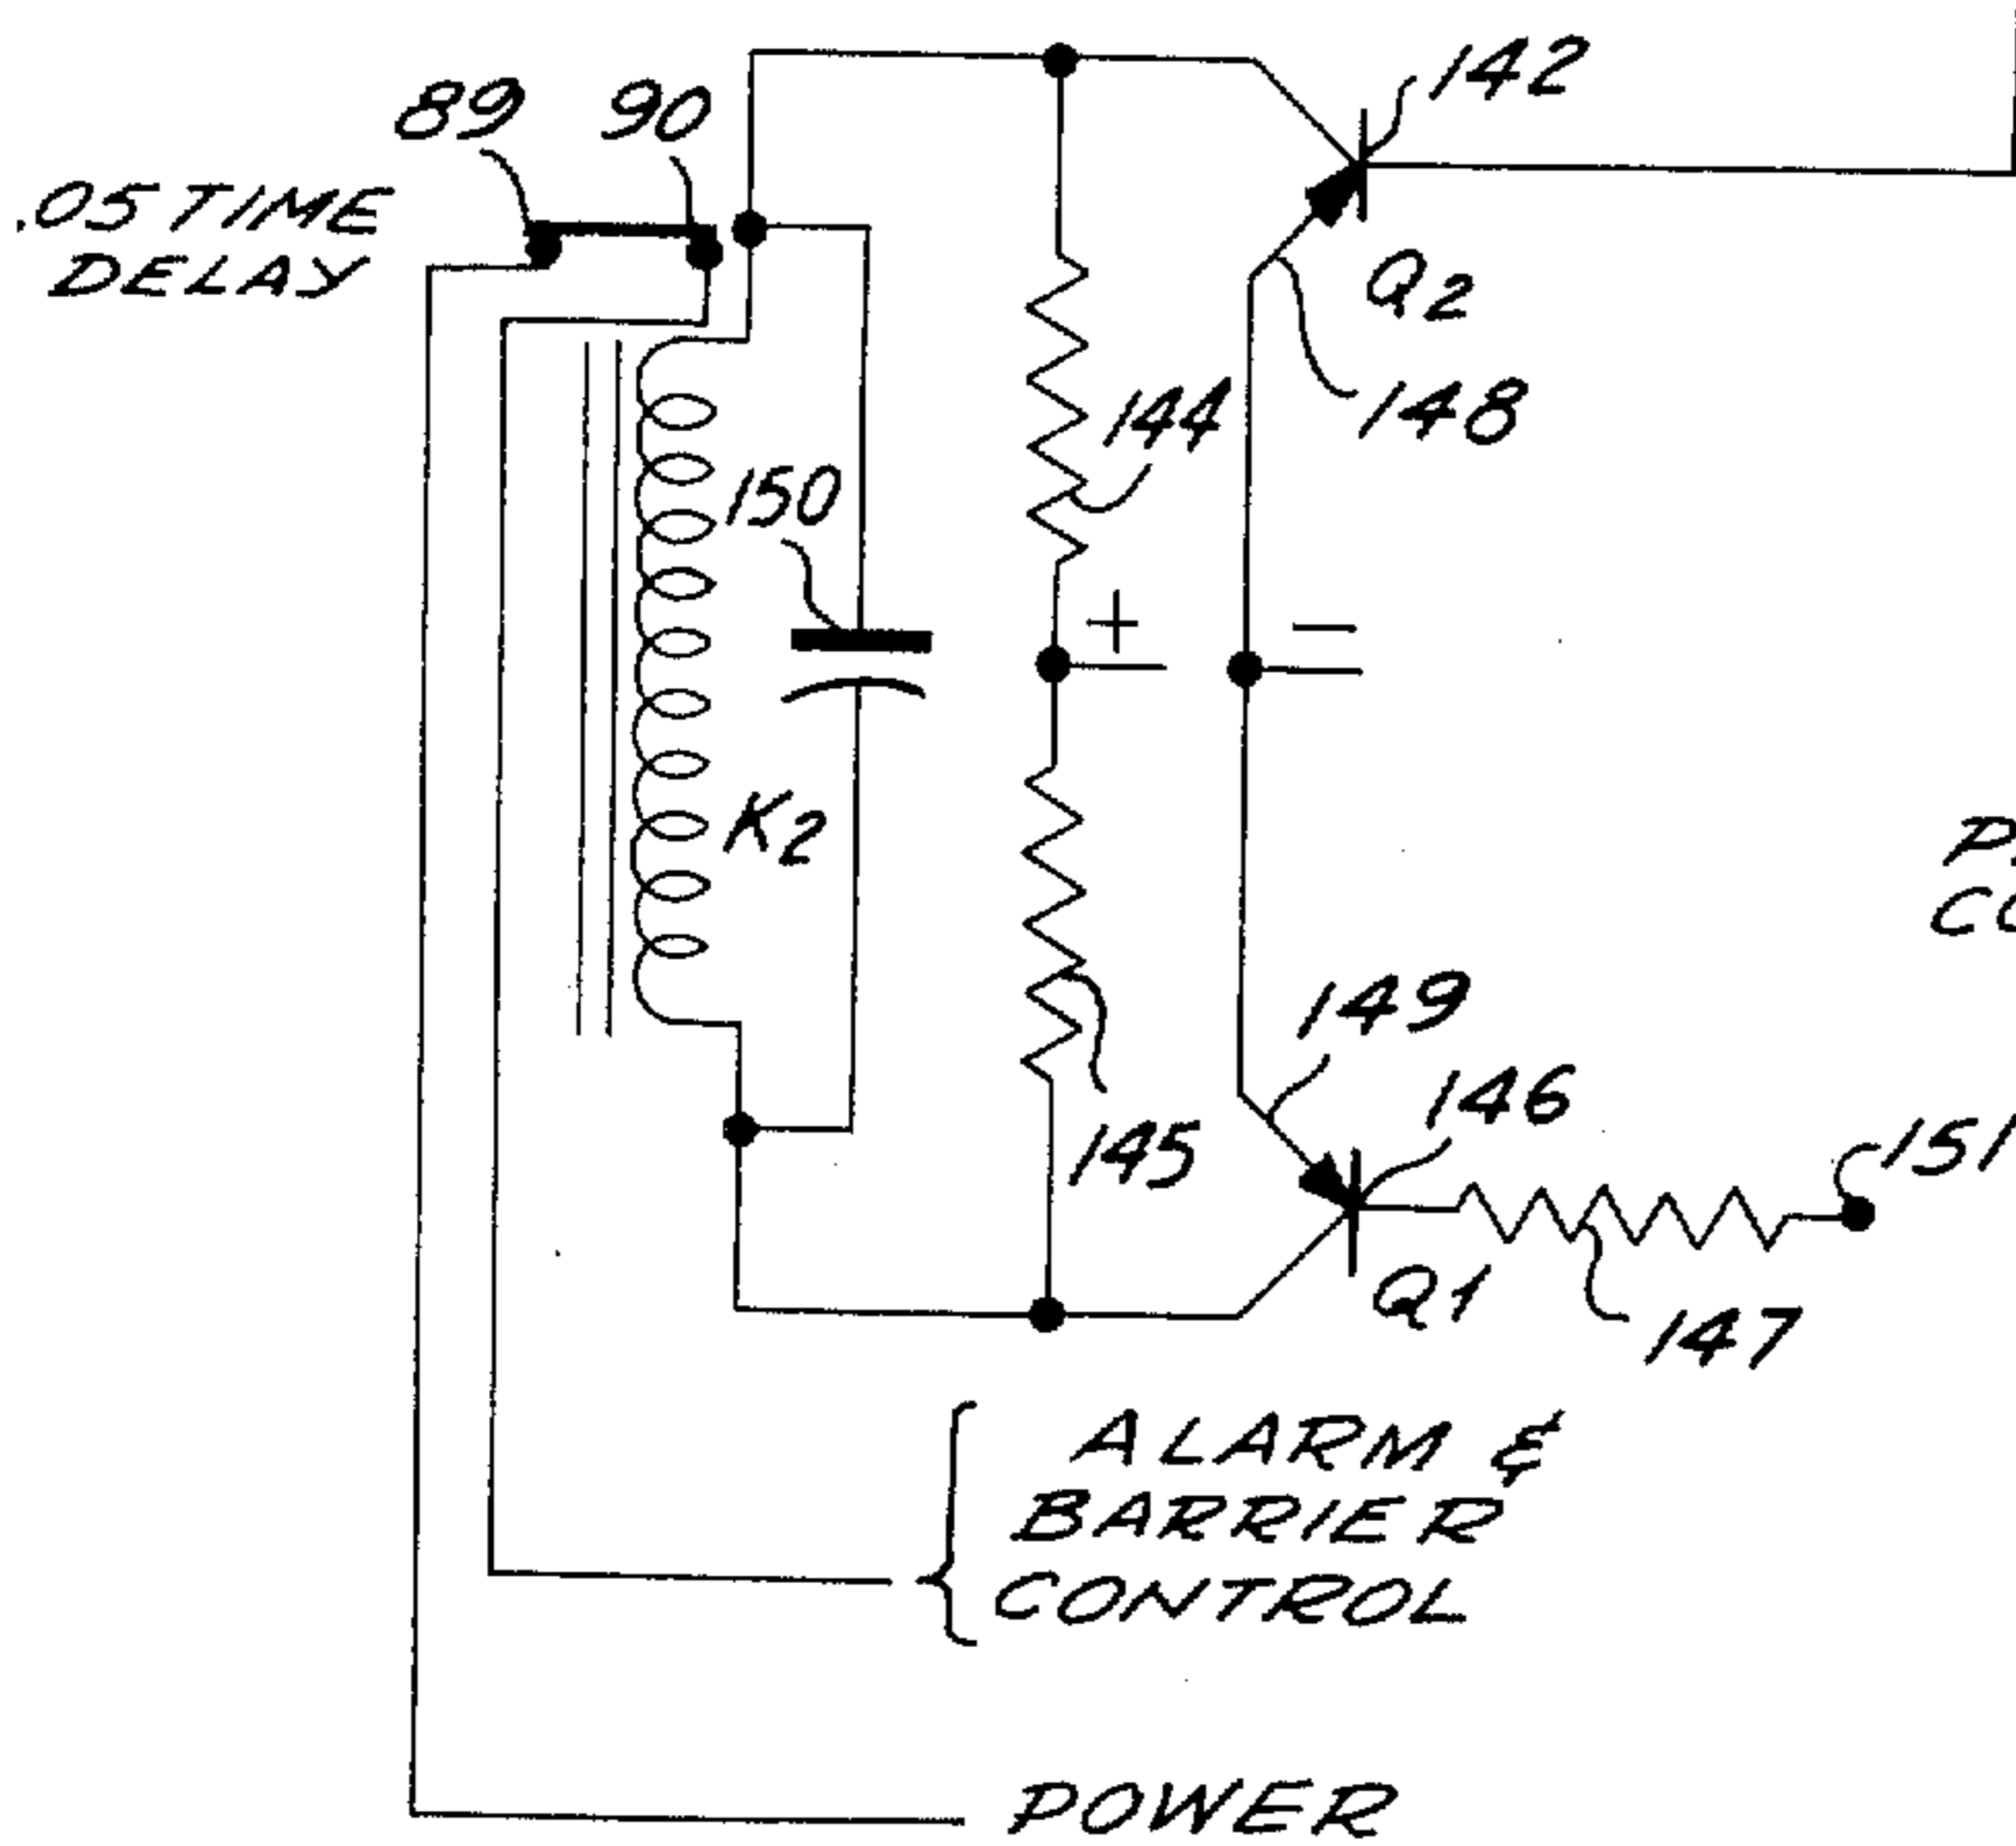 142
89 90
.05 TIME
DELAY
Q2
148
144
150
+ −
K2
149
146
151
145
Q1
147
ALARM &
BARRIER
CONTROL
POWER